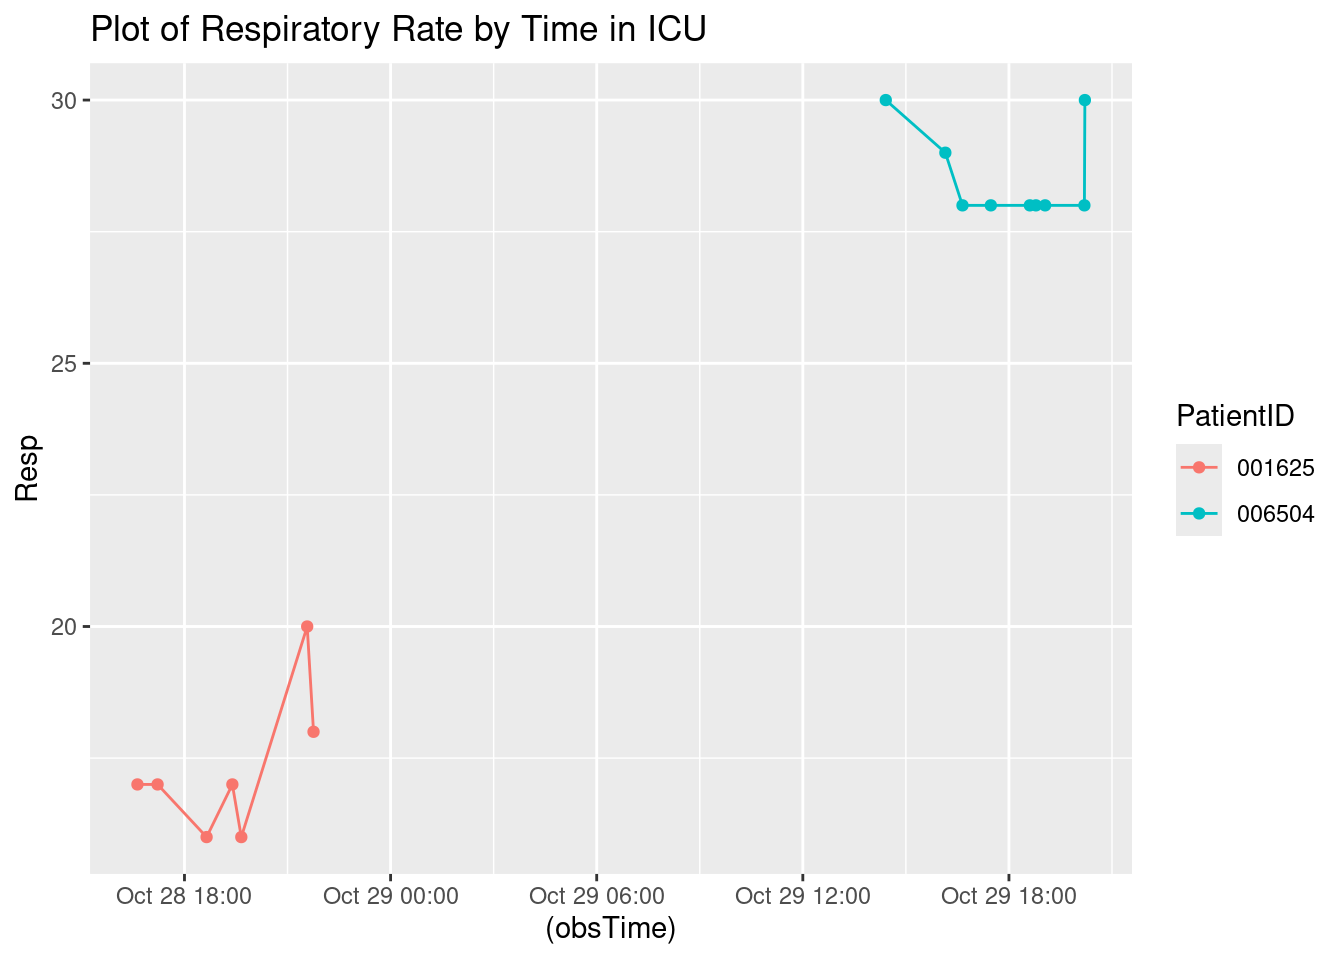 Plot of Respiratory Rate by Time in ICU
30
25
20
Resp
Oct 28 18:00
Oct 29 00:00
Oct 29 06:00
Oct 29 12:00
Oct 29 18:00
(obsTime)
PatientID
001625
006504